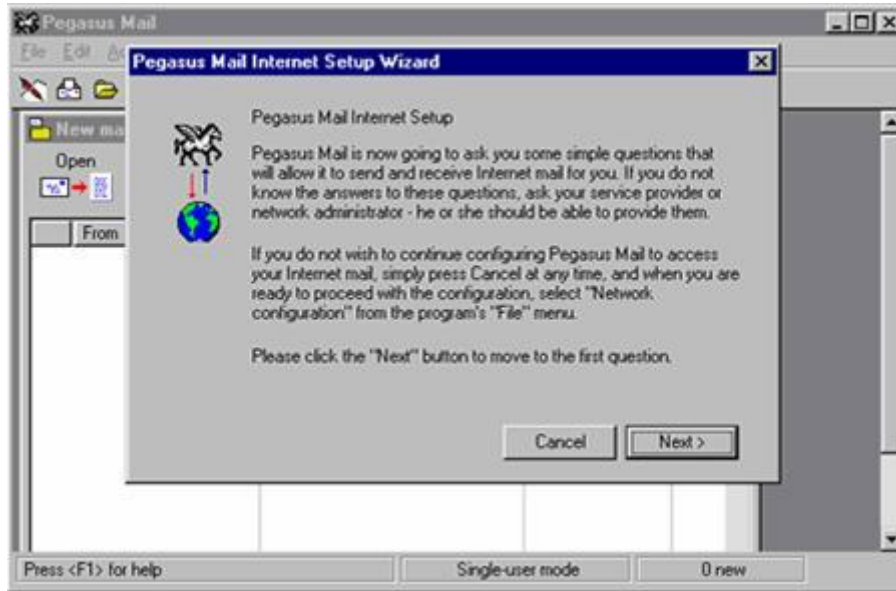 Pegasus Mail
File Edit
Pegasus Mail Internet Setup Wizard
New ma
Open
From
Pegasus Mail Internet Setup
Pegasus Mail is now going to ask you some simple questions that
will allow it to send and receive Internet mail for you. If you do not
know the answers to these questions, ask your service provider or
network administrator - he or she should be able to provide them.
If you do not wish to continue configuring Pegasus Mail to access
your Internet mail, simply press Cancel at any time, and when you are
ready to proceed with the configuration, select "Network
configuration" from the program's "File" menu.
Please click the "Next" button to move to the first question.
Cancel
Next >
Press <F1> for help
Single-user mode
0 new